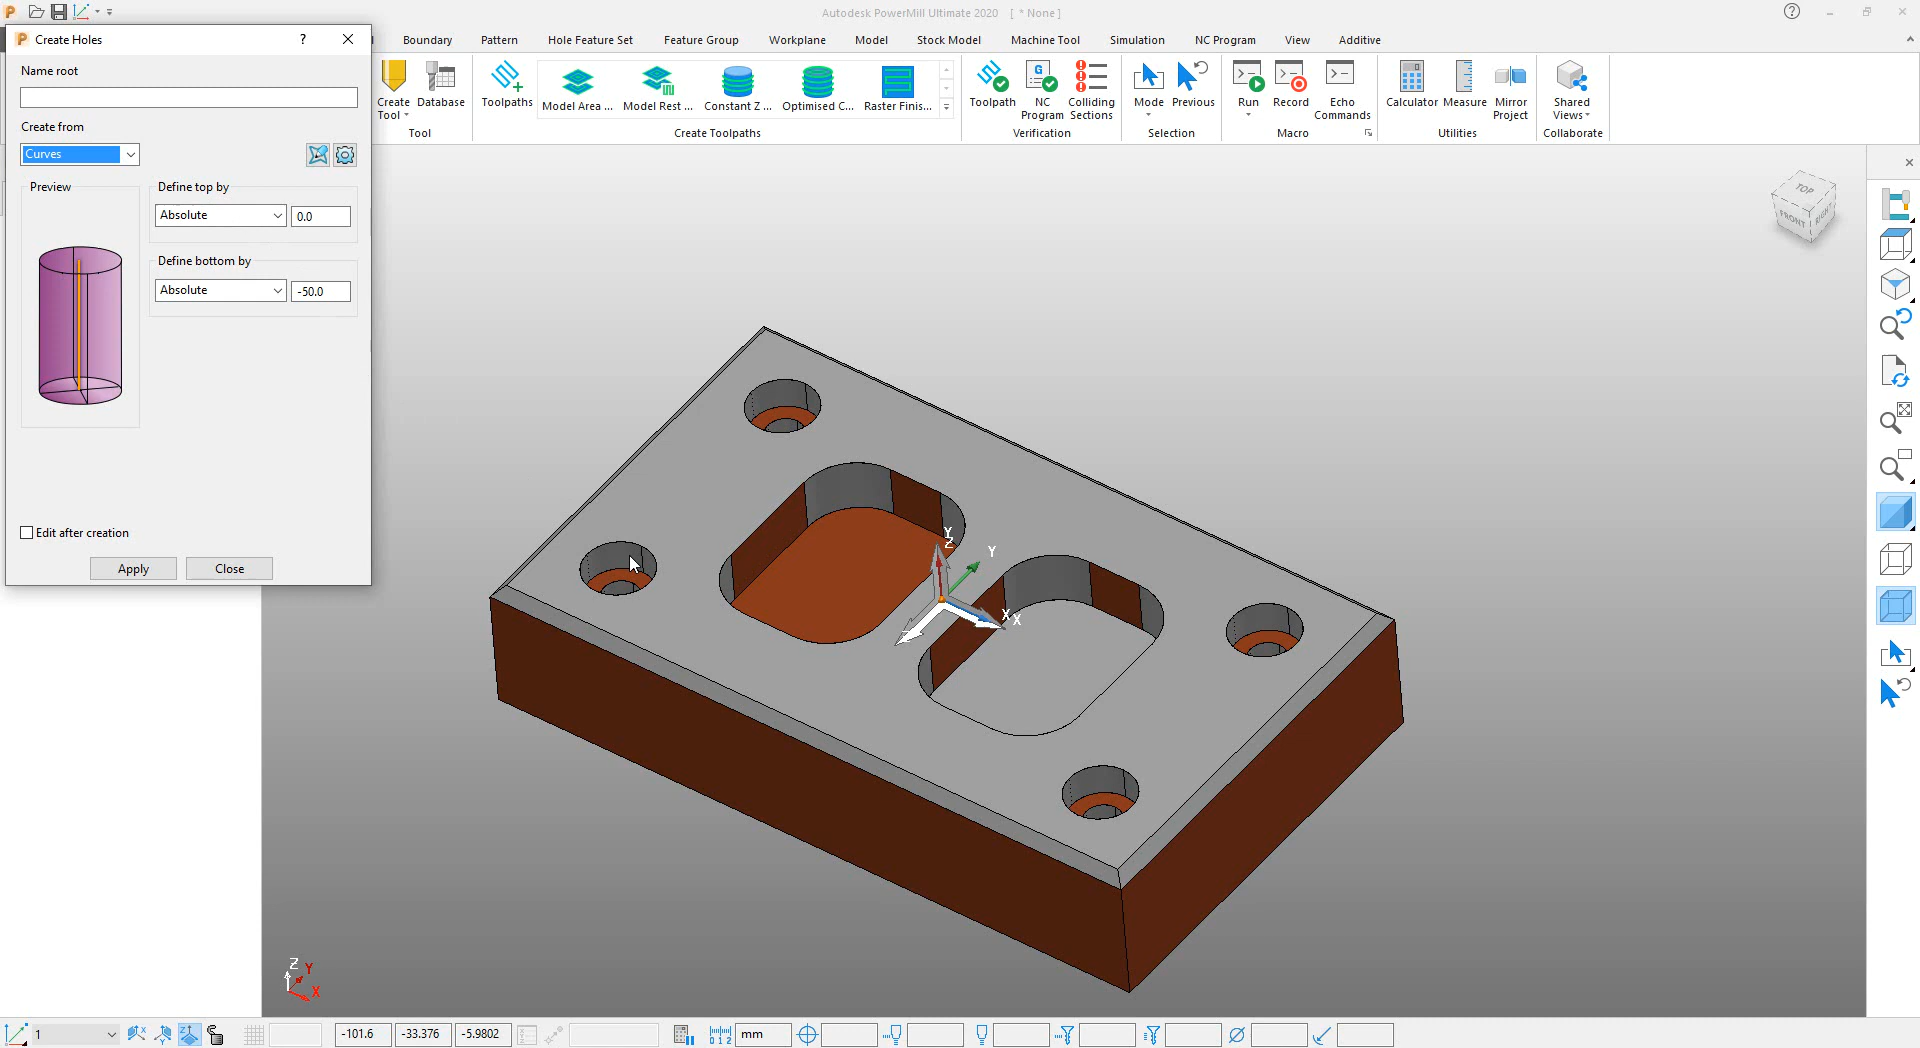 Autodesk PowerMill Ultimate 2020 [ * None ]
Create Holes
?
Boundary
Pattern
Hole Feature Set
Feature Group
Workplane
Model
Stock Model
Machine Tool
Simulation
NC Program
View
Additive
Name root
Create from
Curves
Preview
Define top by
Absolute
0.0
Define bottom by
Absolute
-50.0
Edit after creation
Apply
Close
Create
Tool
Database
Tool
Toolpaths
Model Area ...
Model Rest ...
Constant Z ...
Optimised C...
Raster Finis...
Create Toolpaths
Toolpath
NC
Program
Colliding
Sections
Verification
Mode
Previous
Selection
Run
Record
Echo
Commands
Macro
Calculator
Measure
Mirror
Project
Utilities
Shared
Views
Collaborate
TOP
FRONT
RIGHT
Y
Z
Y
X
X
Z
Y
X
1
-101.6
-33.376
-5.9802
mm